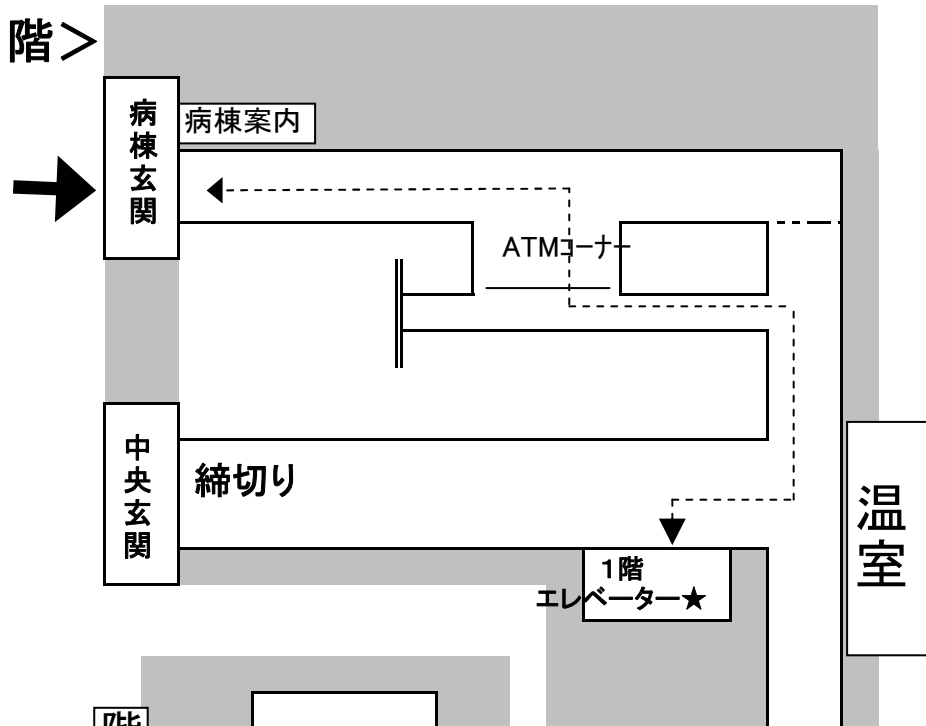 階＞
病棟玄関
病棟案内
ATMｺｰﾅｰ
中央玄関
締切り
温室
１階
エレベーター★
階